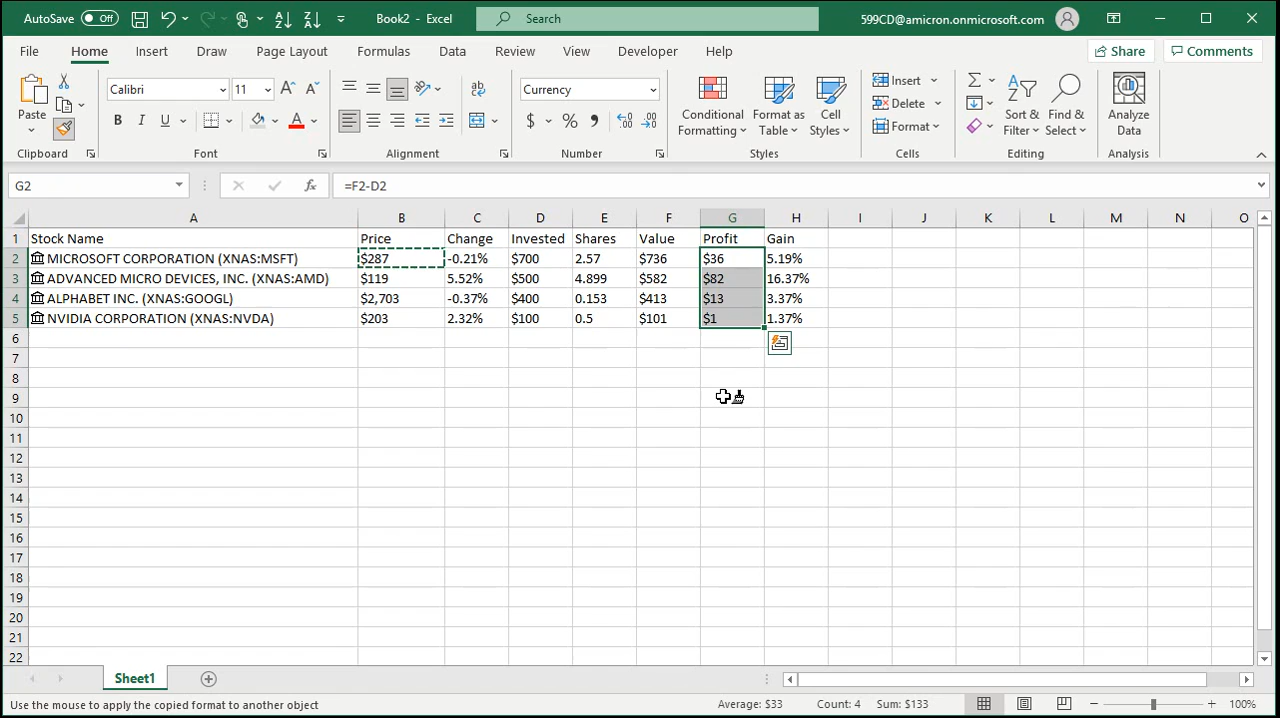 AutoSave Off Book2 - Excel Search 599CD@amicron.onmicrosoft.com
File Home Insert Draw Page Layout Formulas Data Review View Developer Help Share Comments
Paste Calibri 11 Currency Conditional Formatting Format as Table Cell Styles Insert Delete Format Sort & Filter Find & Select Analyze Data
B I U A $ % ,
Clipboard Font Alignment Number Styles Cells Editing Analysis
G2 fx =F2-D2
A B C D E F G H I J K L M N O
1 Stock Name Price Change Invested Shares Value Profit Gain
2 MICROSOFT CORPORATION (XNAS:MSFT) $287 -0.21% $700 2.57 $736 $36 5.19%
3 ADVANCED MICRO DEVICES, INC. (XNAS:AMD) $119 5.52% $500 4.899 $582 $82 16.37%
4 ALPHABET INC. (XNAS:GOOGL) $2,703 -0.37% $400 0.153 $413 $13 3.37%
5 NVIDIA CORPORATION (XNAS:NVDA) $203 2.32% $100 0.5 $101 $1 1.37%
6
7
8
9
10
11
12
13
14
15
16
17
18
19
20
21
22
Sheet1
Use the mouse to apply the copied format to another object Average: $33 Count: 4 Sum: $133 100%